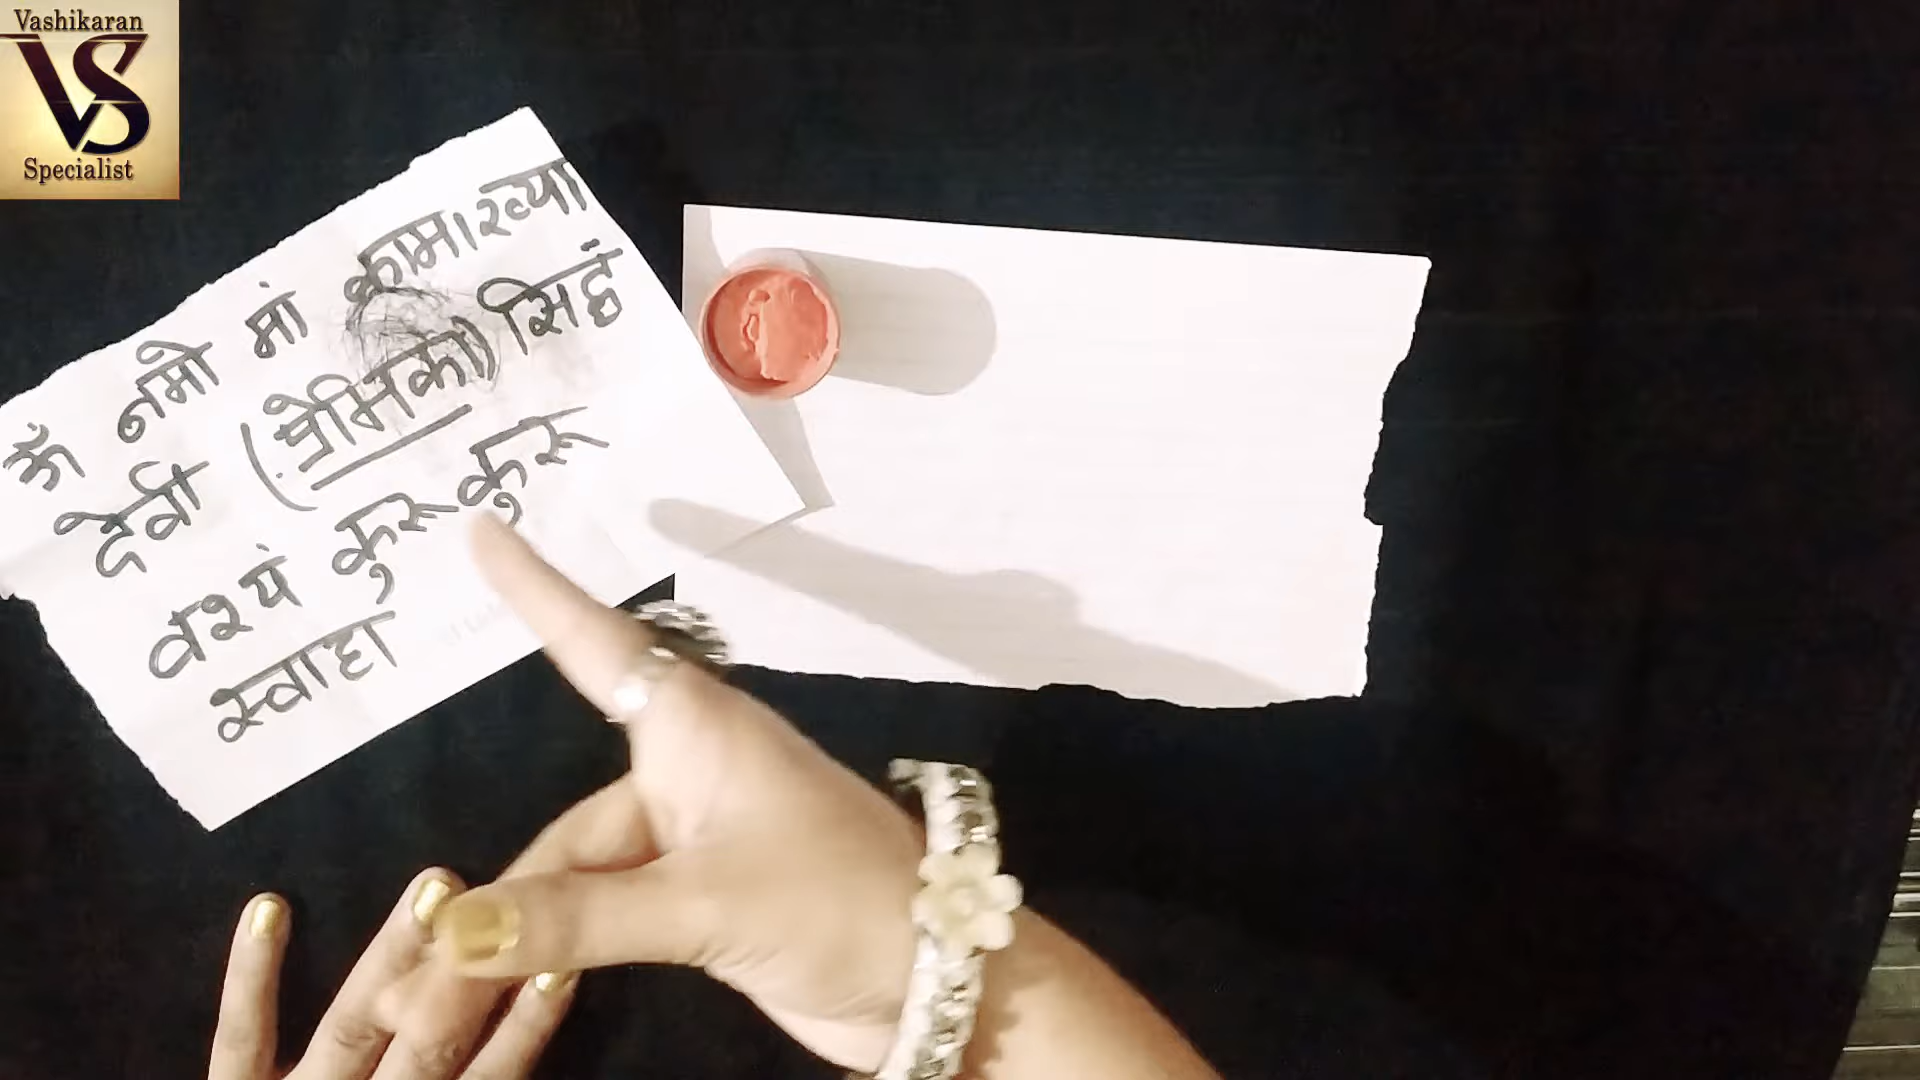 Vashikaran
VS
Specialist
ॐ नमो मां कामाख्या
देवी (प्रेमिका) सिद्धं
वश्यं कुरू कुरू
स्वाहा